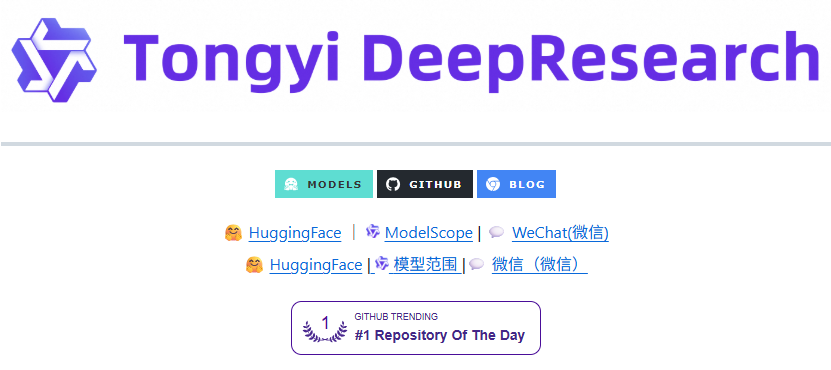 Tongyi DeepResearch
MODELS GITHUB BLOG
HuggingFace | ModelScope | WeChat(微信)
HuggingFace | 模型范围 | 微信（微信）
1 GITHUB TRENDING
#1 Repository Of The Day